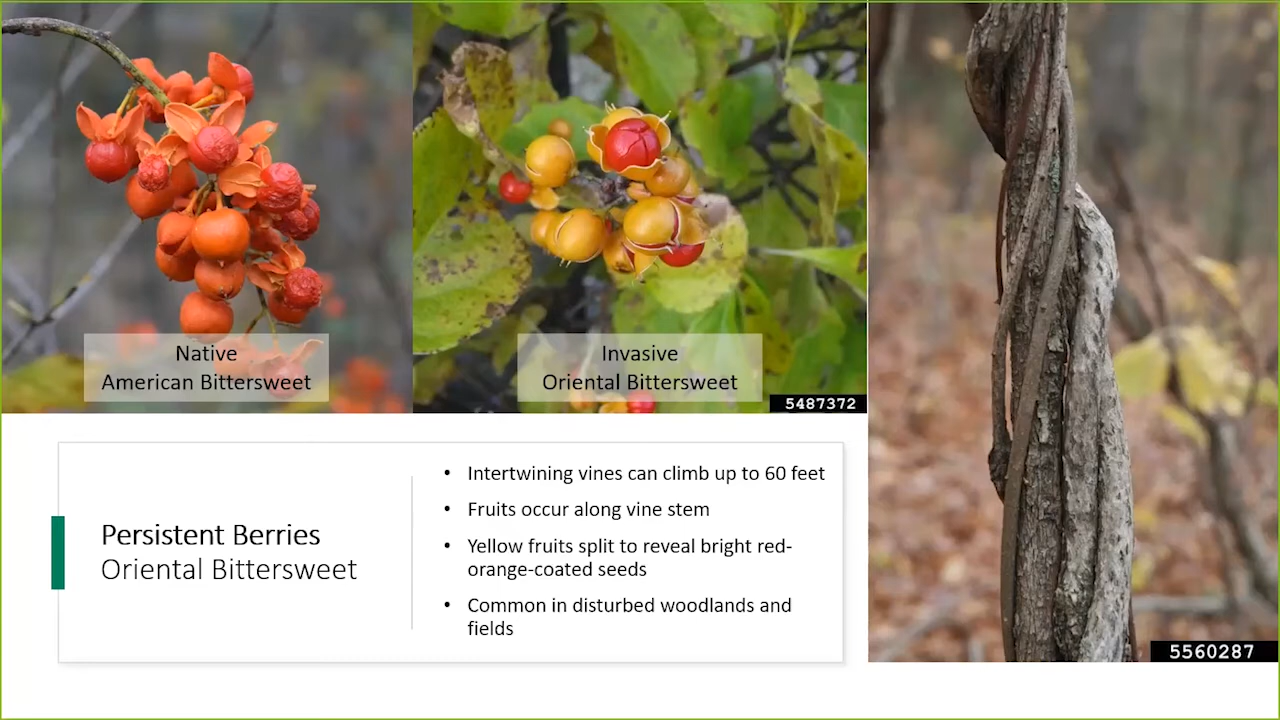 Native
American Bittersweet
Invasive
Oriental Bittersweet
5487372
Persistent Berries
Oriental Bittersweet
• Intertwining vines can climb up to 60 feet
• Fruits occur along vine stem
• Yellow fruits split to reveal bright red-
orange-coated seeds
• Common in disturbed woodlands and
fields
5560287